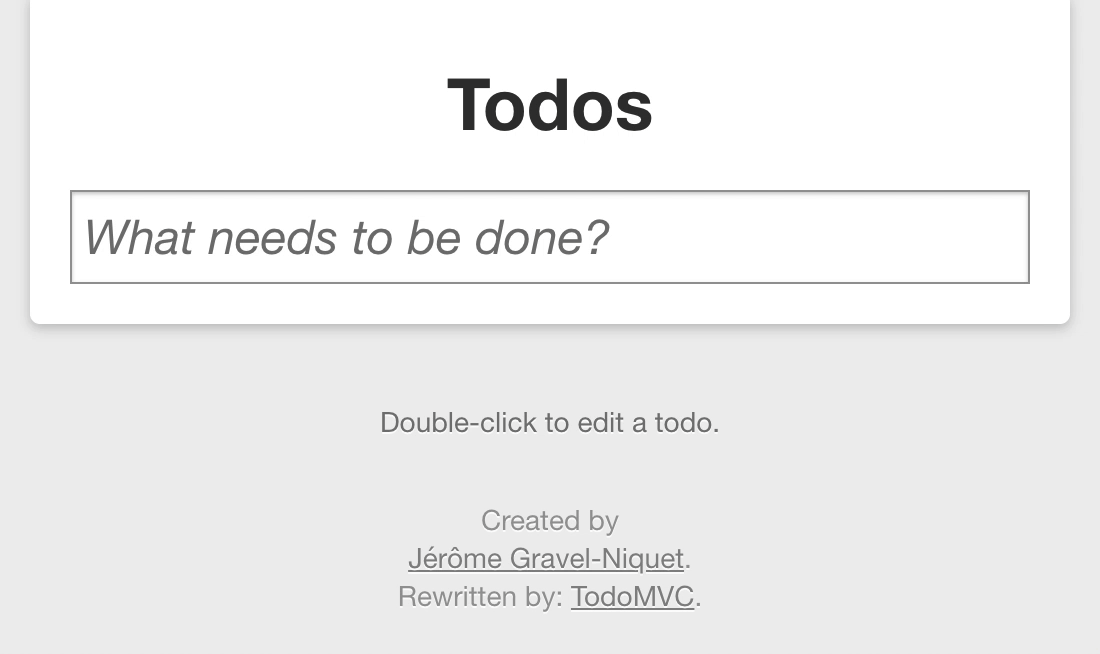 Todos
What needs to be done?
Double-click to edit a todo.
Created by
Jérôme Gravel-Niquet.
Rewritten by: TodoMVC.